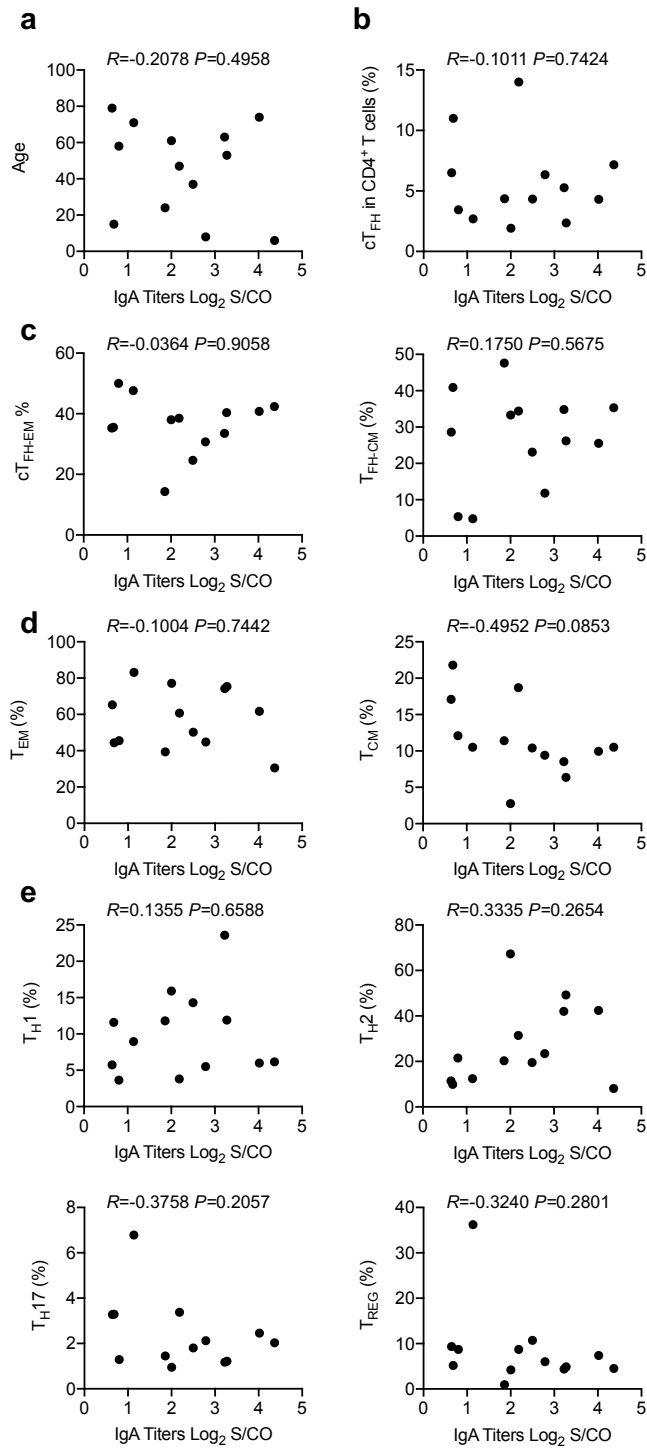 a
R=-0.2078 P=0.4958
Age
100
80
60
40
20
0
0 1 2 3 4 5
IgA Titers Log₂ S/CO
b
R=-0.1011 P=0.7424
cT_FH in CD4⁺ T cells (%)
15
10
5
0
0 1 2 3 4 5
IgA Titers Log₂ S/CO
c
R=-0.0364 P=0.9058
cT_FH-EM %
60
40
20
0
0 1 2 3 4 5
IgA Titers Log₂ S/CO
R=0.1750 P=0.5675
T_FH-CM (%)
50
40
30
20
10
0
0 1 2 3 4 5
IgA Titers Log₂ S/CO
d
R=-0.1004 P=0.7442
T_EM (%)
100
80
60
40
20
0
0 1 2 3 4 5
IgA Titers Log₂ S/CO
R=-0.4952 P=0.0853
T_CM (%)
25
20
15
10
5
0
0 1 2 3 4 5
IgA Titers Log₂ S/CO
e
R=0.1355 P=0.6588
T_H1 (%)
25
20
15
10
5
0
0 1 2 3 4 5
IgA Titers Log₂ S/CO
R=0.3335 P=0.2654
T_H2 (%)
80
60
40
20
0
0 1 2 3 4 5
IgA Titers Log₂ S/CO
R=-0.3758 P=0.2057
T_H17 (%)
8
6
4
2
0
0 1 2 3 4 5
IgA Titers Log₂ S/CO
R=-0.3240 P=0.2801
T_REG (%)
40
30
20
10
0
0 1 2 3 4 5
IgA Titers Log₂ S/CO